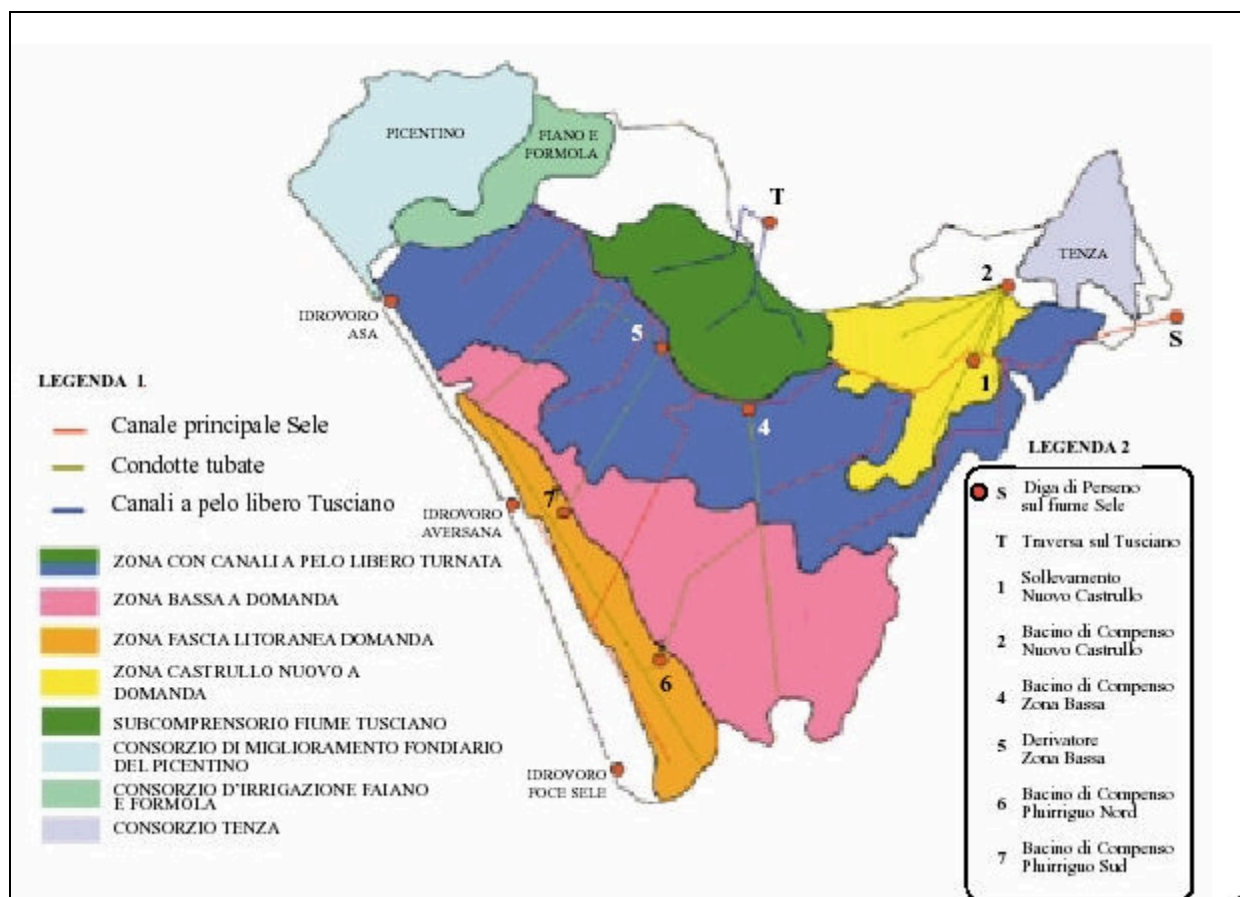 PICENTINO
FIANO E
FORMOLA
T
TENZA
2
IDROVORO
ASA
5
S
1
4
LEGENDA 1.
Canale principale Sele
Condotte tubate
Canali a pelo libero Tusciano
7
IDROVORO
AVERSANA
6
IDROVORO
FOCE SELE
ZONA CON CANALI A PELO LIBERO TURNATA
ZONA BASSA A DOMANDA
ZONA FASCIA LITORANEA DOMANDA
ZONA CASTRULLO NUOVO A
DOMANDA
SUBCOMPRENSORIO FIUME TUSCIANO
CONSORZIO DI MIGLIORAMENTO FONDIARIO
DEL PICENTINO
CONSORZIO D'IRRIGAZIONE FAIANO
E FORMOLA
CONSORZIO TENZA
LEGENDA 2
S Diga di Perseno
sul fiume Sele
T Traversa sul Tusciano
1 Sollevamento
Nuovo Castrullo
2 Bacino di Compenso
Nuovo Castrullo
4 Bacino di Compenso
Zona Bassa
5 Derivatore
Zona Bassa
6 Bacino di Compenso
Pluirriguo Nord
7 Bacino di Compenso
Pluirriguo Sud